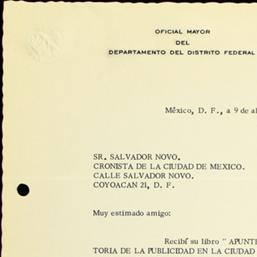 OFICIAL MAYOR
DEL
DEPARTAMENTO DEL DISTRITO FEDERAL
México, D. F., a 9 de
SR. SALVADOR NOVO.
CRONISTA DE LA CIUDAD DE MEXICO.
CALLE SALVADOR NOVO.
COYOACAN 21, D. F.
Muy estimado amigo:
Recibí su libro " APUNTE
TORIA DE LA PUBLICIDAD EN LA CIUDAD